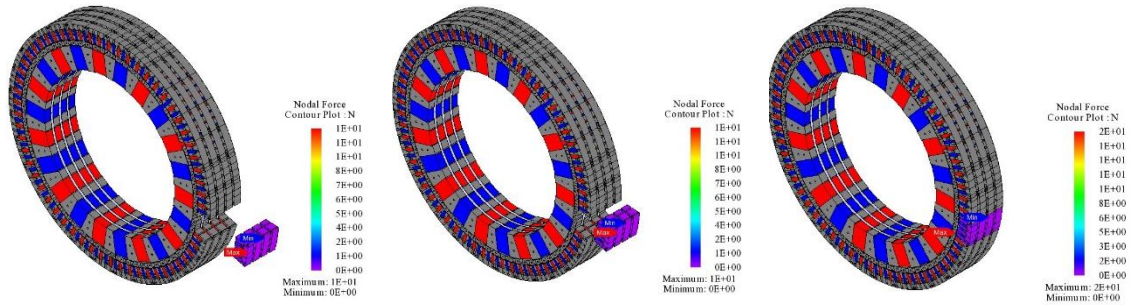 Nodal Force
Contour Plot : N
1E+01
1E+01
1E+01
8E+00
7E+00
6E+00
5E+00
4E+00
2E+00
1E+00
0E+00
Maximum: 1E+01
Minimum: 0E+00
Min
Max
Nodal Force
Contour Plot : N
1E+01
1E+01
1E+01
8E+00
7E+00
6E+00
5E+00
4E+00
2E+00
1E+00
0E+00
Maximum: 1E+01
Minimum: 0E+00
Min
Max
Nodal Force
Contour Plot : N
2E+01
1E+01
1E+01
1E+01
1E+01
8E+00
6E+00
5E+00
3E+00
2E+00
0E+00
Maximum: 2E+01
Minimum: 0E+00
Min
Max